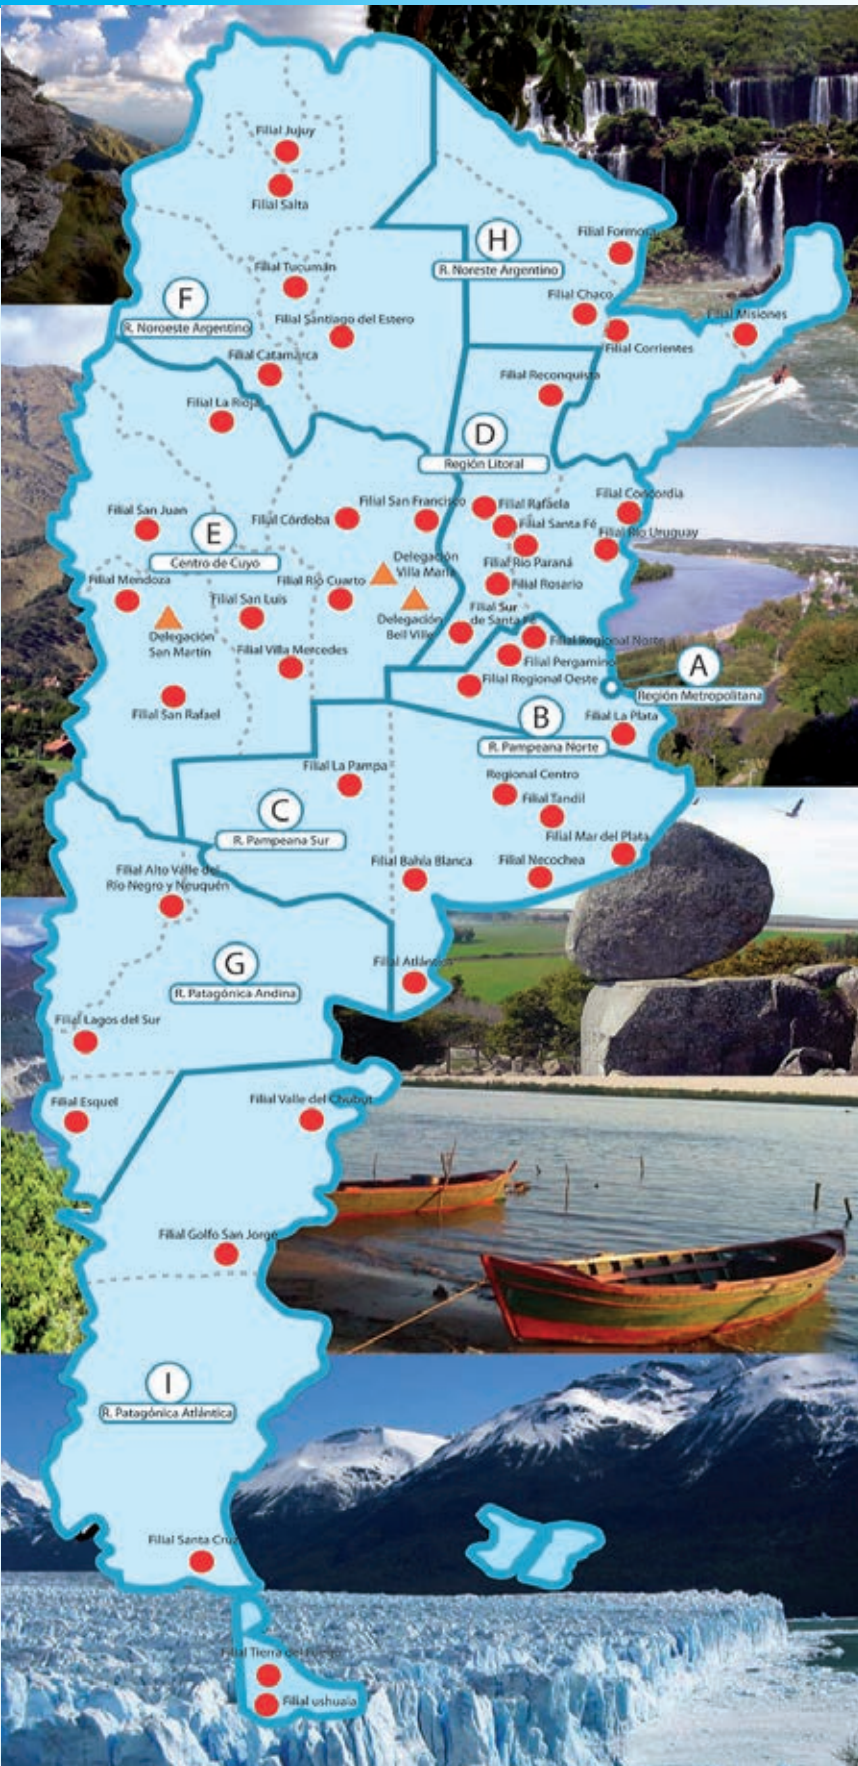 Filial Jujuy
Filial Salta
H
R. Noreste Argentino
Filial Formosa
Filial Tucumán
F
R. Noroeste Argentino
Filial Chaco
Filial Misiones
Filial Santiago del Estero
Filial Corrientes
Filial Catamarca
Filial Reconquista
Filial La Rioja
D
Región Litoral
Filial San Juan
E
Centro de Cuyo
Filial Córdoba
Filial San Francisco
Filial Rafaela
Filial Santa Fé
Filial Concordia
Filial Río Uruguay
Filial Mendoza
Filial San Luis
Filial Río Cuarto
Delegación
Villa María
Filial Río Paraná
Filial Rosario
Delegación
San Martín
Delegación
Bell Ville
Filial Sur
de Santa Fé
Filial Villa Mercedes
Filial Regional Norte
Filial Pergamino
Filial Regional Oeste
A
Región Metropolitana
Filial San Rafael
B
R. Pampeana Norte
Filial La Plata
Filial La Pampa
Regional Centro
Filial Tandil
C
R. Pampeana Sur
Filial Mar del Plata
Filial Bahía Blanca
Filial Necochea
Filial Alto Valle del
Río Negro y Neuquén
G
R. Patagónica Andina
Filial Atlántica
Filial Lagos del Sur
Filial Esquel
Filial Valle del Chubut
Filial Golfo San Jorge
I
R. Patagónica Atlántica
Filial Santa Cruz
Filial Tierra del Fuego
Filial ushuaia